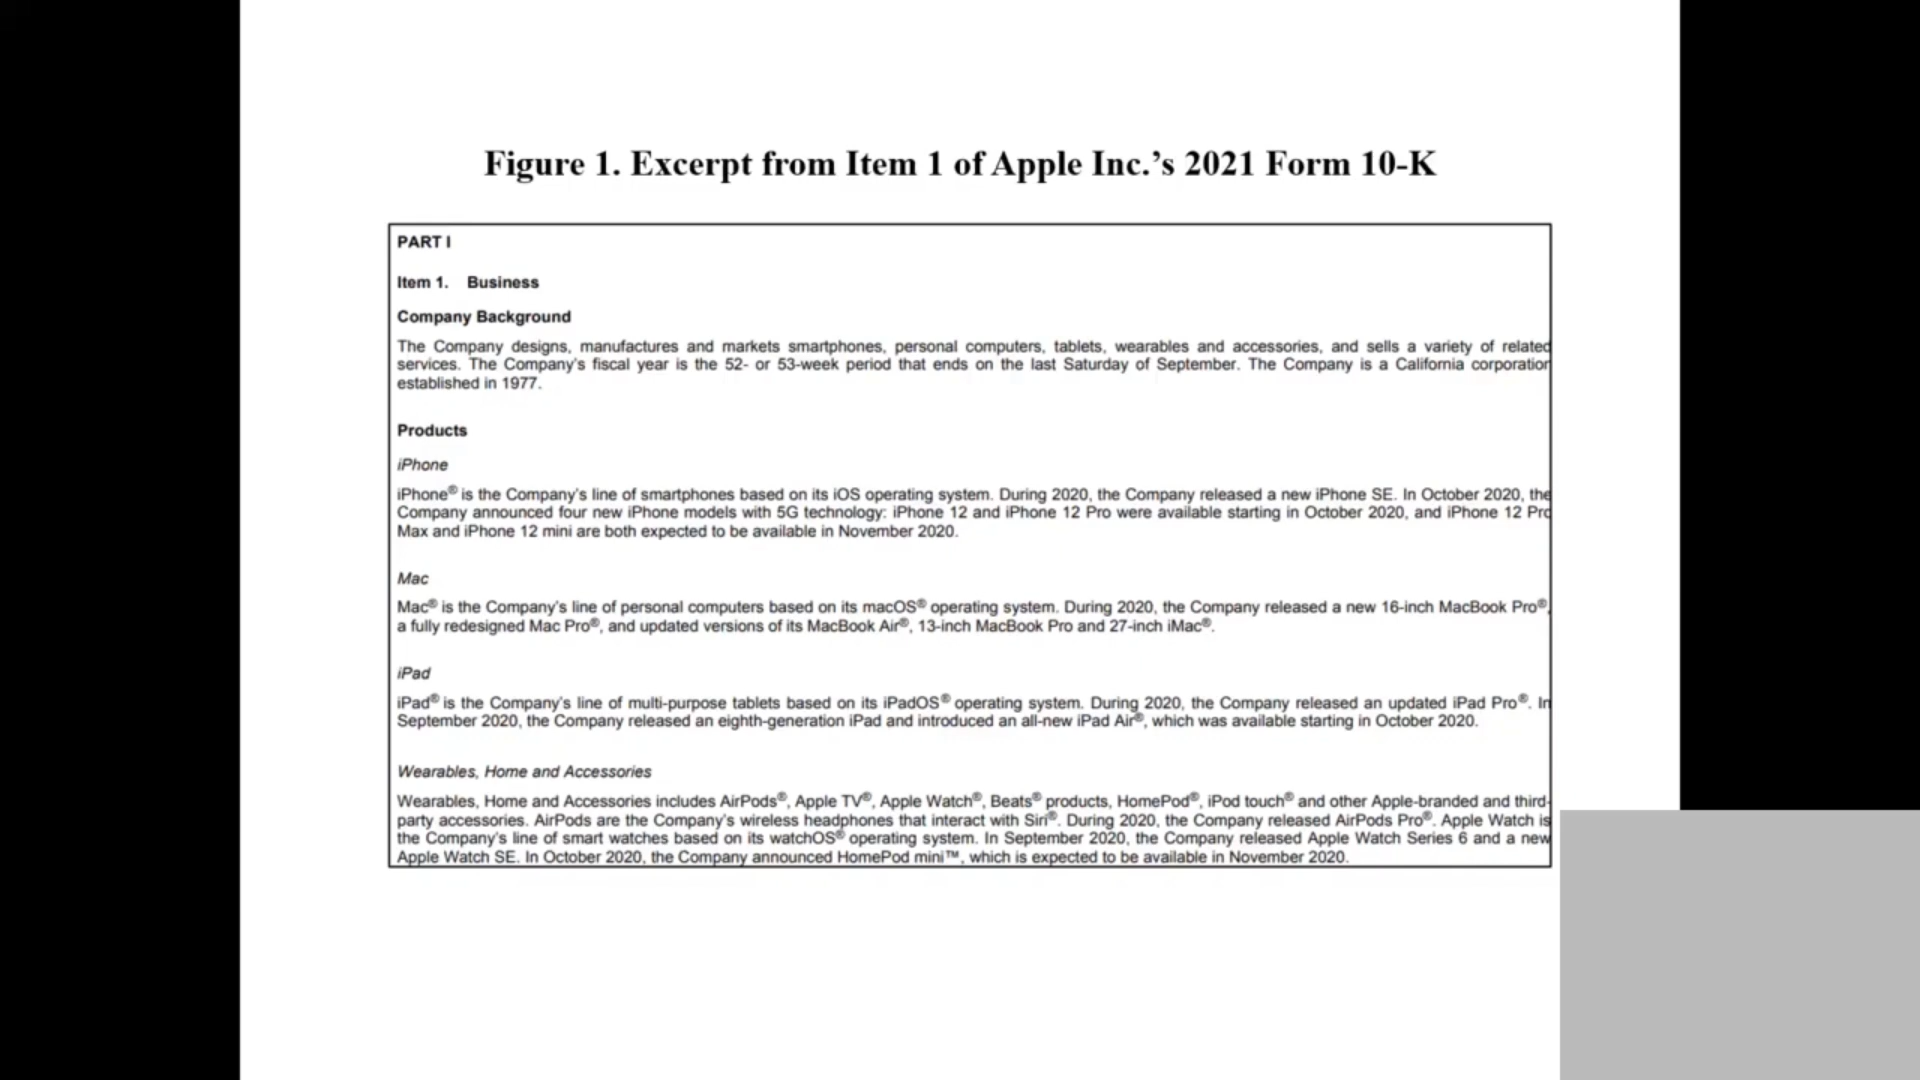 Figure 1. Excerpt from Item 1 of Apple Inc.’s 2021 Form 10-K
PART I
Item 1. Business
Company Background
The Company designs, manufactures and markets smartphones, personal computers, tablets, wearables and accessories, and sells a variety of related
services. The Company’s fiscal year is the 52- or 53-week period that ends on the last Saturday of September. The Company is a California corporation
established in 1977.
Products
iPhone
iPhone® is the Company’s line of smartphones based on its iOS operating system. During 2020, the Company released a new iPhone SE. In October 2020, the
Company announced four new iPhone models with 5G technology: iPhone 12 and iPhone 12 Pro were available starting in October 2020, and iPhone 12 Pro
Max and iPhone 12 mini are both expected to be available in November 2020.
Mac
Mac® is the Company’s line of personal computers based on its macOS® operating system. During 2020, the Company released a new 16-inch MacBook Pro®,
a fully redesigned Mac Pro®, and updated versions of its MacBook Air®, 13-inch MacBook Pro and 27-inch iMac®.
iPad
iPad® is the Company’s line of multi-purpose tablets based on its iPadOS® operating system. During 2020, the Company released an updated iPad Pro®. In
September 2020, the Company released an eighth-generation iPad and introduced an all-new iPad Air®, which was available starting in October 2020.
Wearables, Home and Accessories
Wearables, Home and Accessories includes AirPods®, Apple TV®, Apple Watch®, Beats® products, HomePod®, iPod touch® and other Apple-branded and third-
party accessories. AirPods are the Company’s wireless headphones that interact with Siri®. During 2020, the Company released AirPods Pro®. Apple Watch is
the Company’s line of smart watches based on its watchOS® operating system. In September 2020, the Company released Apple Watch Series 6 and a new
Apple Watch SE. In October 2020, the Company announced HomePod mini™, which is expected to be available in November 2020.